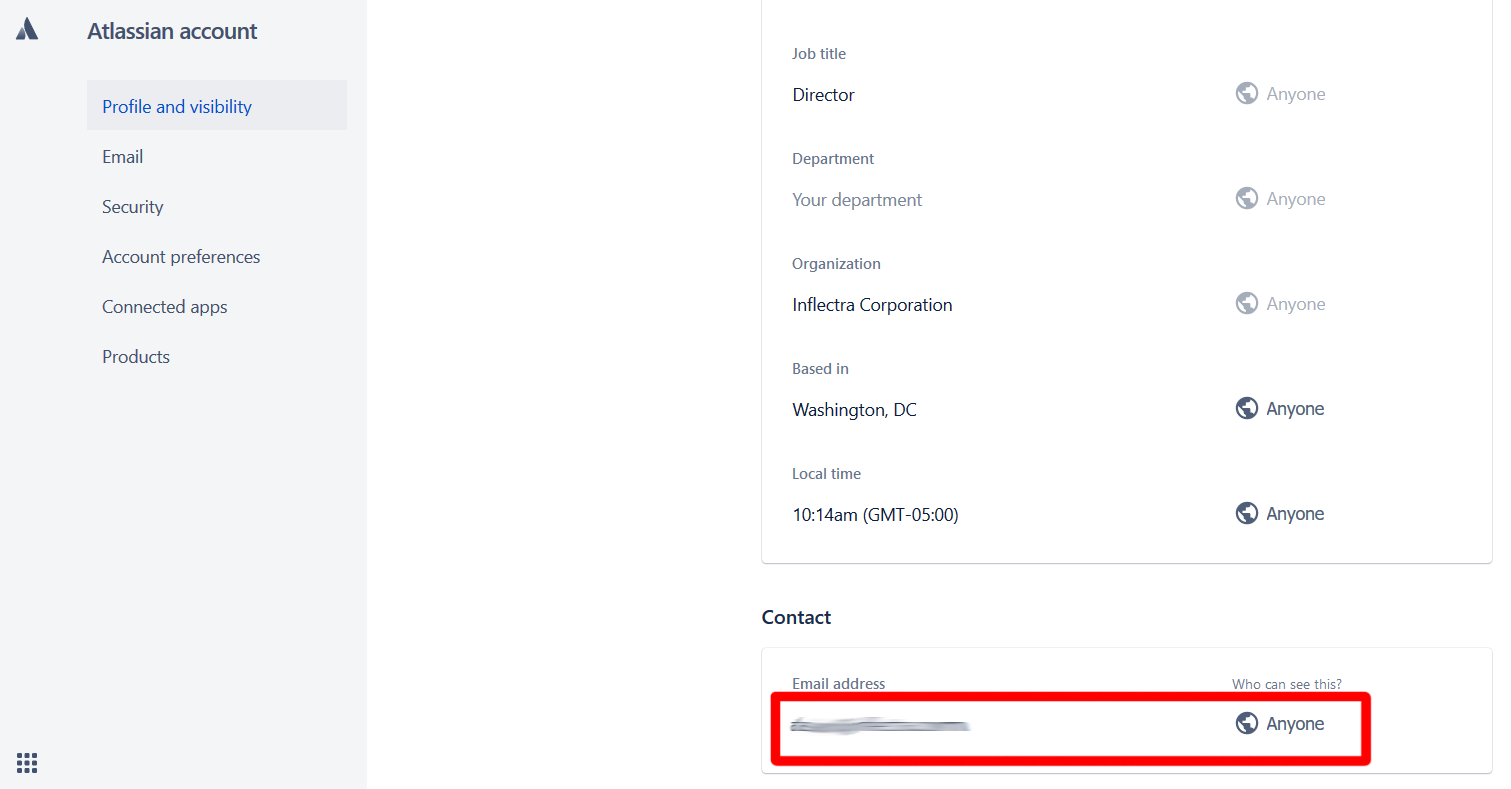 Atlassian account
Profile and visibility
Email
Security
Account preferences
Connected apps
Products
Job title
Director
Anyone
Department
Your department
Anyone
Organization
Inflectra Corporation
Anyone
Based in
Washington, DC
Anyone
Local time
10:14am (GMT-05:00)
Anyone
Contact
Email address
Who can see this?
Anyone